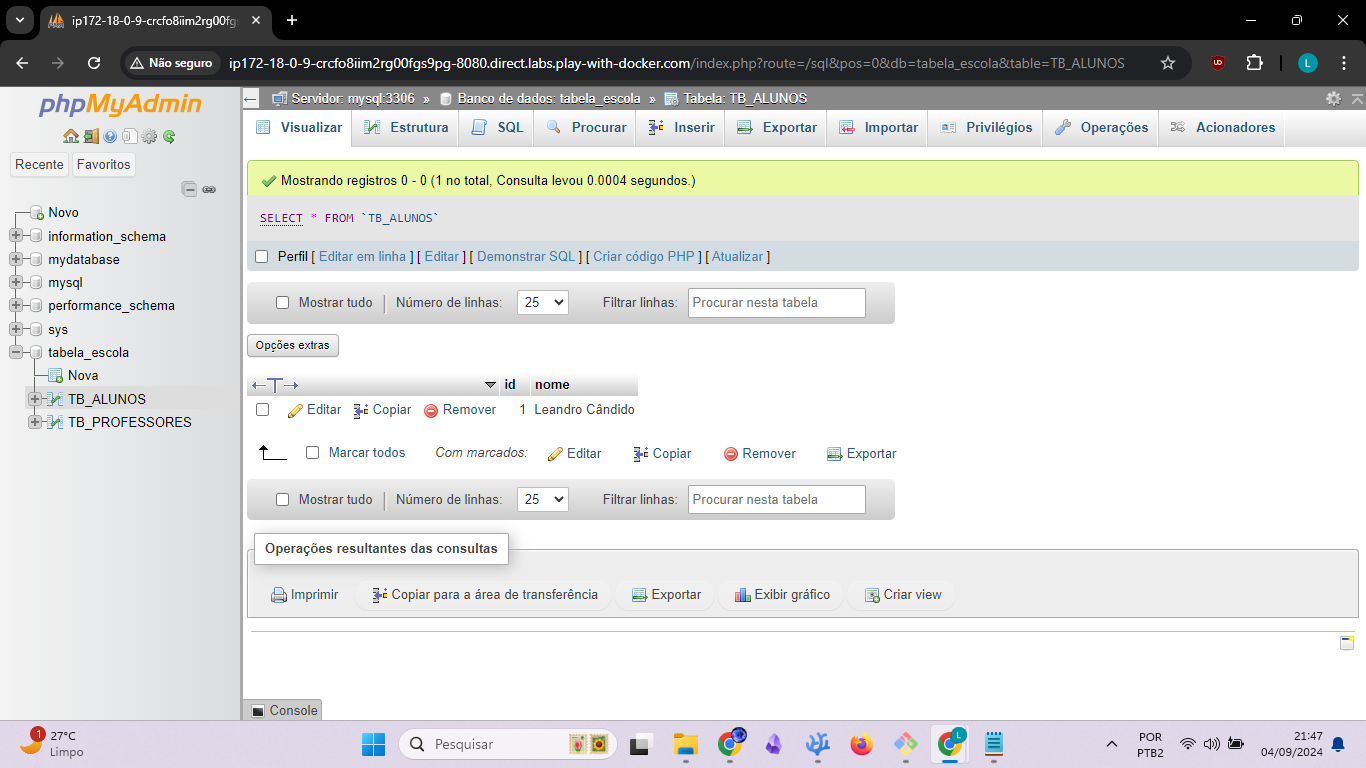 ip172-18-0-9-crcfo8iim2rg00fgs
Não seguro
ip172-18-0-9-crcfo8iim2rg00fgs9pg-8080.direct.labs.play-with-docker.com/index.php?route=/sql&pos=0&db=tabela_escola&table=TB_ALUNOS
L
phpMyAdmin
Recente
Favoritos
Novo
information_schema
mydatabase
mysql
performance_schema
sys
tabela_escola
Nova
TB_ALUNOS
TB_PROFESSORES
Servidor: mysql:3306 » Banco de dados: tabela_escola » Tabela: TB_ALUNOS
Visualizar Estrutura SQL Procurar Inserir Exportar Importar Privilégios Operações Acionadores
Mostrando registros 0 - 0 (1 no total, Consulta levou 0.0004 segundos.)
SELECT * FROM `TB_ALUNOS`
Perfil [ Editar em linha ] [ Editar ] [ Demonstrar SQL ] [ Criar código PHP ] [ Atualizar ]
Mostrar tudo | Número de linhas: 25 Filtrar linhas: Procurar nesta tabela
Opções extras
←T→ id nome
Editar Copiar Remover 1 Leandro Cândido
Marcar todos Com marcados: Editar Copiar Remover Exportar
Mostrar tudo | Número de linhas: 25 Filtrar linhas: Procurar nesta tabela
Operações resultantes das consultas
Imprimir Copiar para a área de transferência Exportar Exibir gráfico Criar view
Console
1
27°C
Limpo
Pesquisar
L
POR
PTB2
21:47
04/09/2024